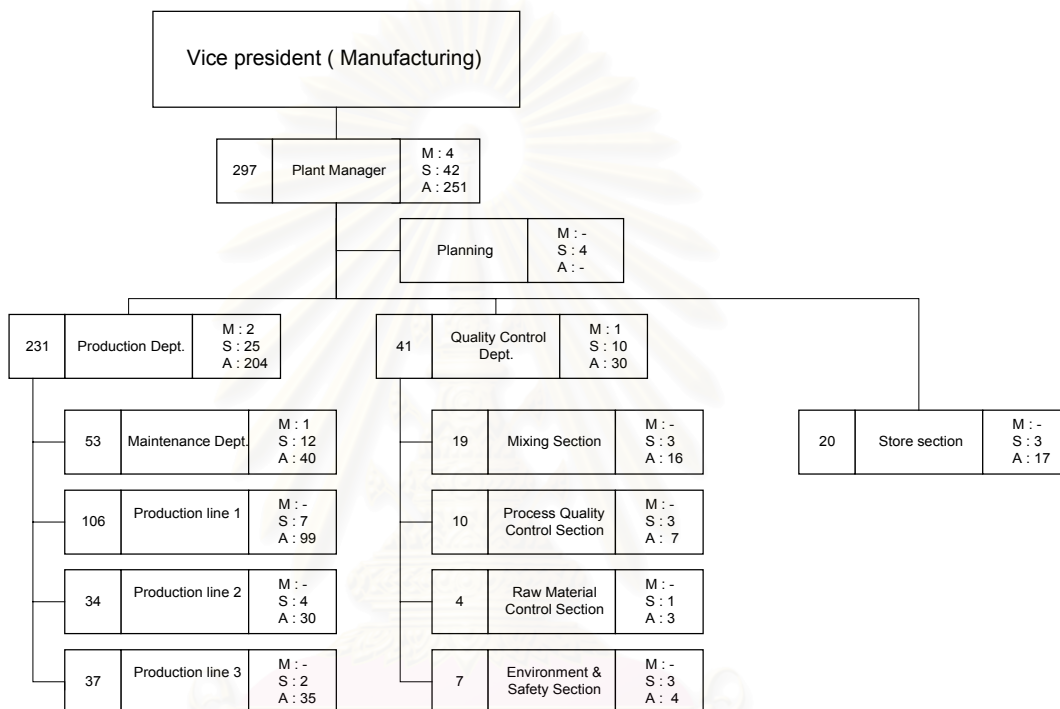 Vice president ( Manufacturing)
297
Plant Manager
M : 4
S : 42
A : 251
Planning
M : -
S : 4
A : -
231
Production Dept.
M : 2
S : 25
A : 204
41
Quality Control
Dept.
M : 1
S : 10
A : 30
53
Maintenance Dept.
M : 1
S : 12
A : 40
19
Mixing Section
M : -
S : 3
A : 16
20
Store section
M : -
S : 3
A : 17
106
Production line 1
M : -
S : 7
A : 99
10
Process Quality
Control Section
M : -
S : 3
A : 7
34
Production line 2
M : -
S : 4
A : 30
4
Raw Material
Control Section
M : -
S : 1
A : 3
37
Production line 3
M : -
S : 2
A : 35
7
Environment &
Safety Section
M : -
S : 3
A : 4